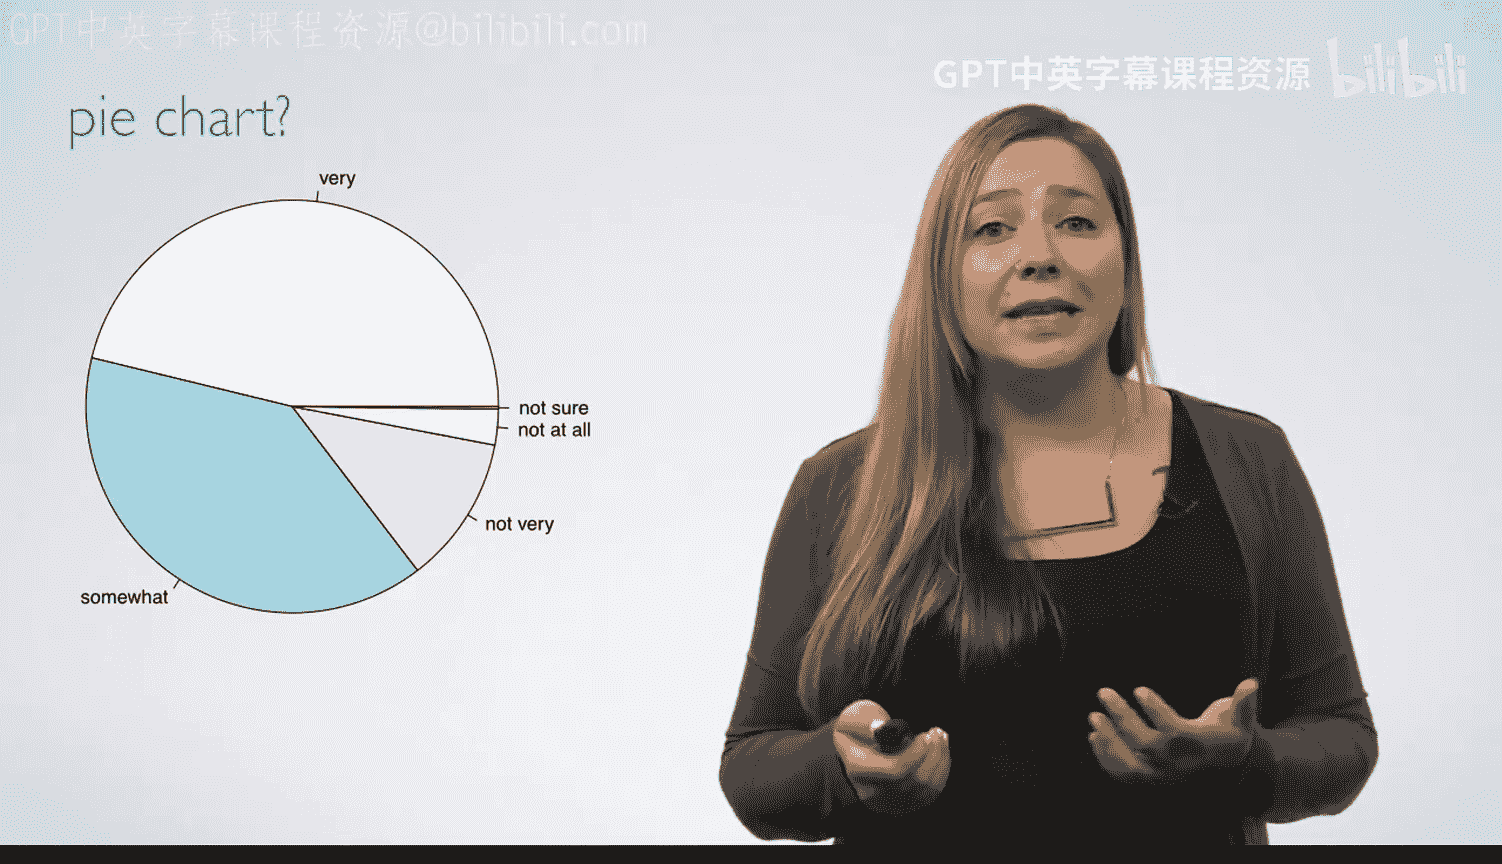 GPT中英字幕课程资源@bilibili.com
GPT中英字幕课程资源 bilibili
pie chart?
very
not sure
not at all
not very
somewhat